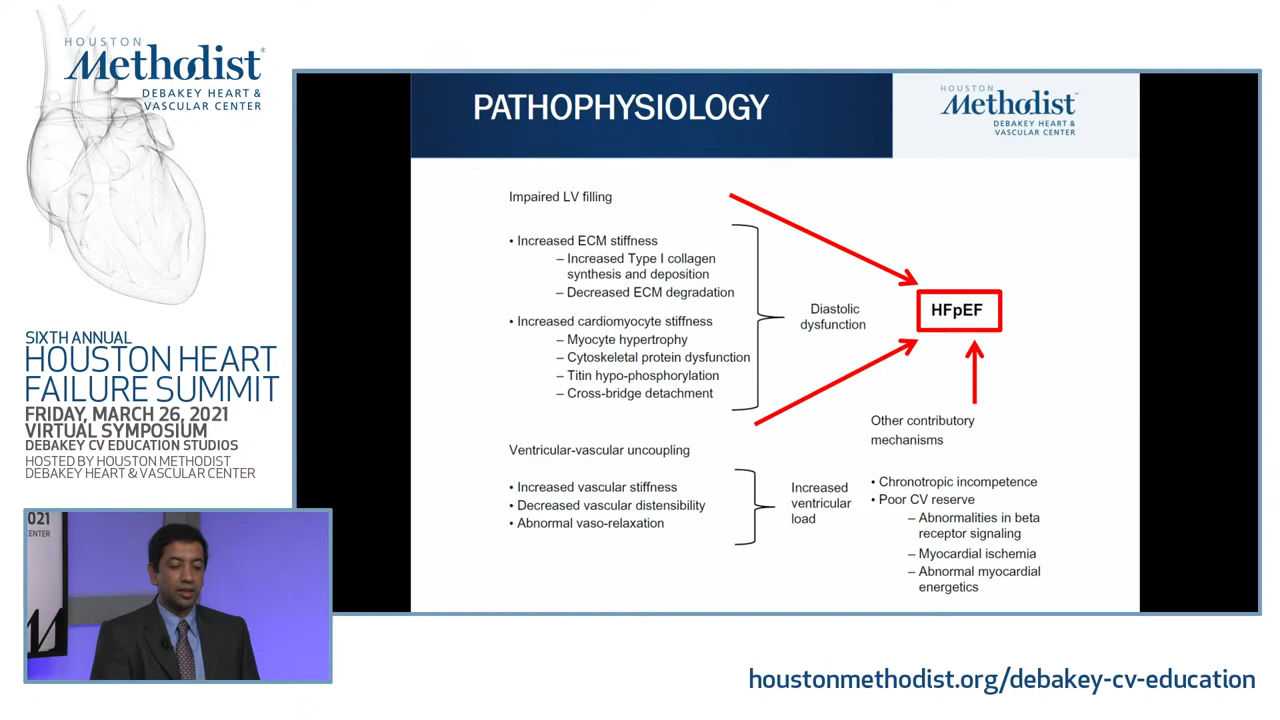 HOUSTON
Methodist
DEBAKEY HEART &
VASCULAR CENTER
SIXTH ANNUAL
HOUSTON HEART
FAILURE SUMMIT
FRIDAY, MARCH 26, 2021
VIRTUAL SYMPOSIUM
DEBAKEY CV EDUCATION STUDIOS
HOSTED BY HOUSTON METHODIST
DEBAKEY HEART & VASCULAR CENTER
PATHOPHYSIOLOGY
HOUSTON
Methodist
DEBAKEY HEART &
VASCULAR CENTER
Impaired LV filling
• Increased ECM stiffness
– Increased Type I collagen
synthesis and deposition
– Decreased ECM degradation
• Increased cardiomyocyte stiffness
– Myocyte hypertrophy
– Cytoskeletal protein dysfunction
– Titin hypo-phosphorylation
– Cross-bridge detachment
Diastolic
dysfunction
HFpEF
Ventricular-vascular uncoupling
• Increased vascular stiffness
• Decreased vascular distensibility
• Abnormal vaso-relaxation
Increased
ventricular
load
Other contributory
mechanisms
• Chronotropic incompetence
• Poor CV reserve
– Abnormalities in beta
receptor signaling
– Myocardial ischemia
– Abnormal myocardial
energetics
2021
CENTER
M
houstonmethodist.org/debakey-cv-education